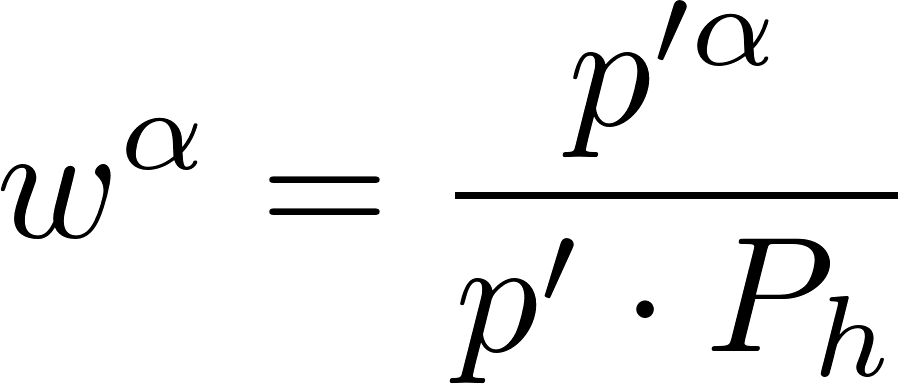 w^α = p′^α / (p′ · P_h)